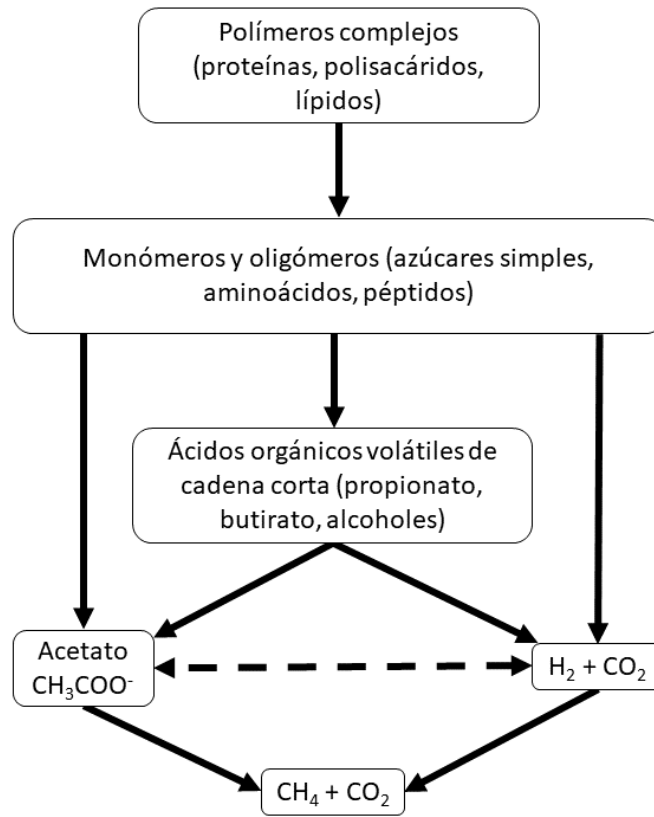 Polímeros complejos
(proteínas, polisacáridos,
lípidos)
Monómeros y oligómeros (azúcares simples,
aminoácidos, péptidos)
Ácidos orgánicos volátiles de
cadena corta (propionato,
butirato, alcoholes)
Acetato
CH₃COO⁻
H₂ + CO₂
CH₄ + CO₂